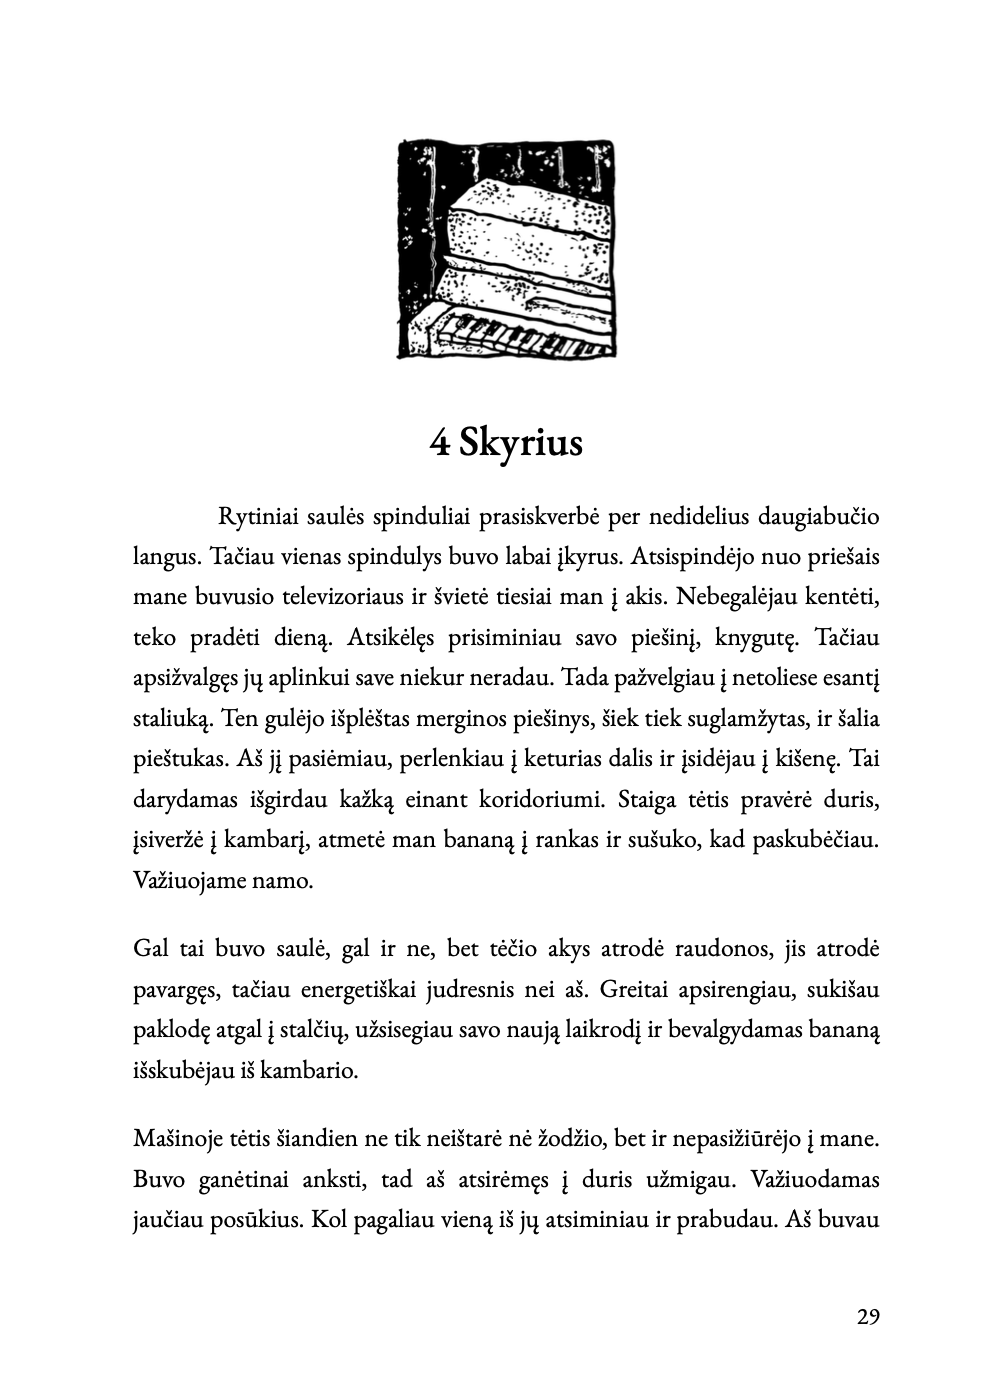 4 Skyrius
Rytiniai saulės spinduliai prasiskverbė per nedidelius daugiabučio
langus. Tačiau vienas spindulys buvo labai įkyrus. Atsispindėjo nuo priešais
mane buvusio televizoriaus ir švietė tiesiai man į akis. Nebegalėjau kentėti,
teko pradėti dieną. Atsikėlęs prisiminiau savo piešinį, knygutę. Tačiau
apsižvalgęs jų aplinkui save niekur neradau. Tada pažvelgiau į netoliese esantį
staliuką. Ten gulėjo išplėštas merginos piešinys, šiek tiek suglamžytas, ir šalia
pieštukas. Aš jį pasiėmiau, perlenkiau į keturias dalis ir įsidėjau į kišenę. Tai
darydamas išgirdau kažką einant koridoriumi. Staiga tėtis pravėrė duris,
įsiveržė į kambarį, atmetė man bananą į rankas ir sušuko, kad paskubėčiau.
Važiuojame namo.
Gal tai buvo saulė, gal ir ne, bet tėčio akys atrodė raudonos, jis atrodė
pavargęs, tačiau energetiškai judresnis nei aš. Greitai apsirengiau, sukišau
paklodę atgal į stalčių, užsisegiau savo naują laikrodį ir bevalgydamas bananą
išskubėjau iš kambario.
Mašinoje tėtis šiandien ne tik neištarė nė žodžio, bet ir nepasižiūrėjo į mane.
Buvo ganėtinai anksti, tad aš atsirėmęs į duris užmigau. Važiuodamas
jaučiau posūkius. Kol pagaliau vieną iš jų atsiminiau ir prabudau. Aš buvau
29